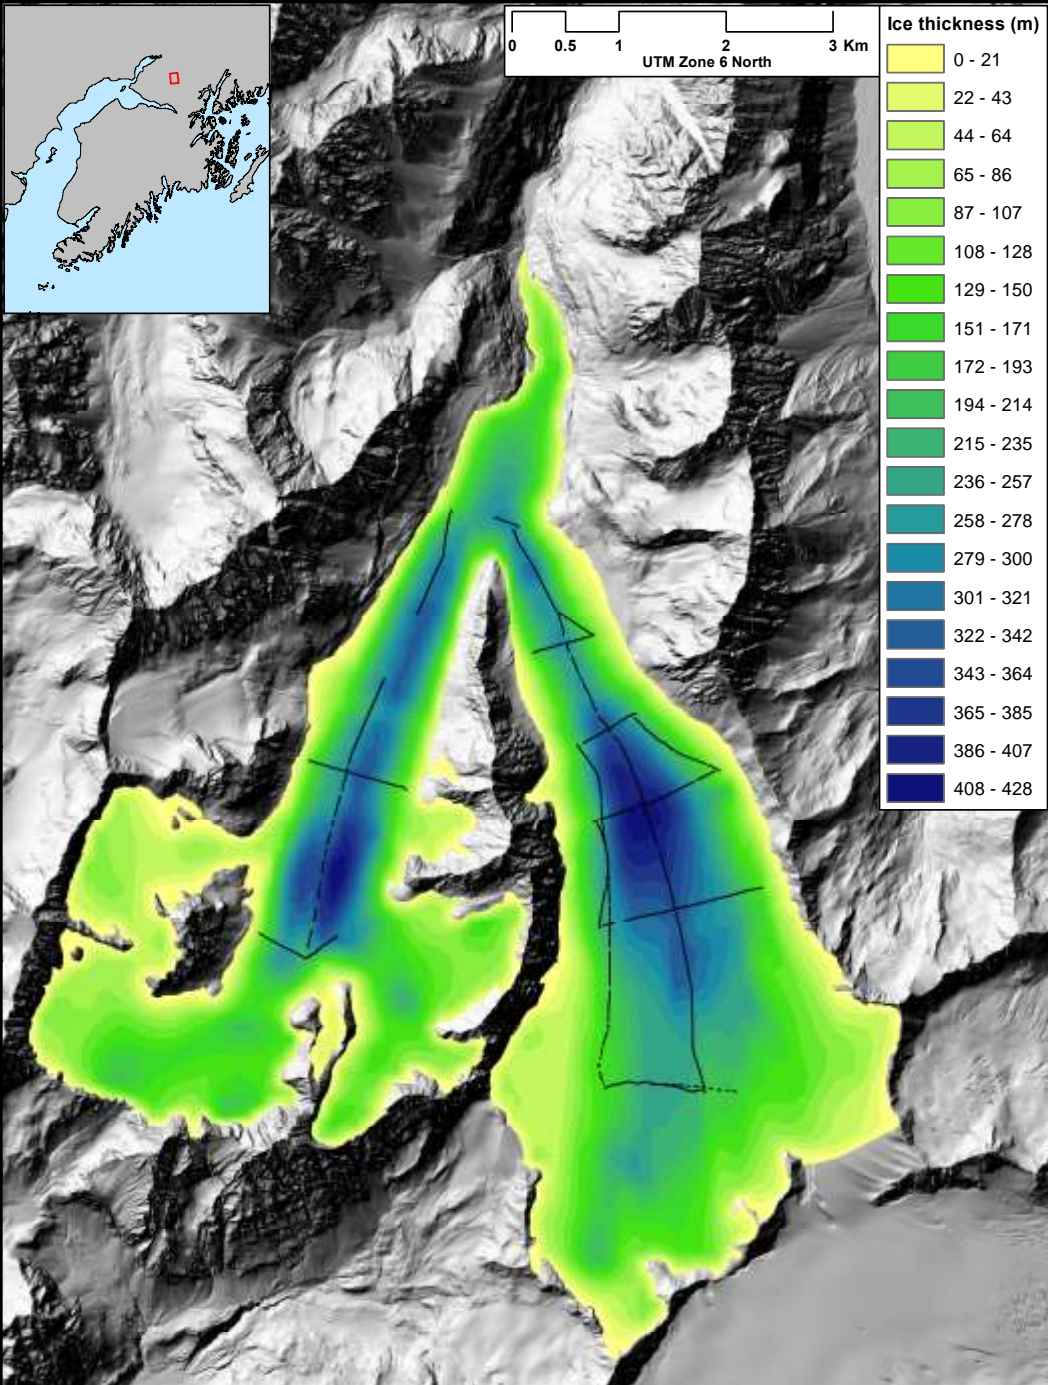 0 0.5 1 2 3 Km
UTM Zone 6 North
Ice thickness (m)
0 - 21
22 - 43
44 - 64
65 - 86
87 - 107
108 - 128
129 - 150
151 - 171
172 - 193
194 - 214
215 - 235
236 - 257
258 - 278
279 - 300
301 - 321
322 - 342
343 - 364
365 - 385
386 - 407
408 - 428